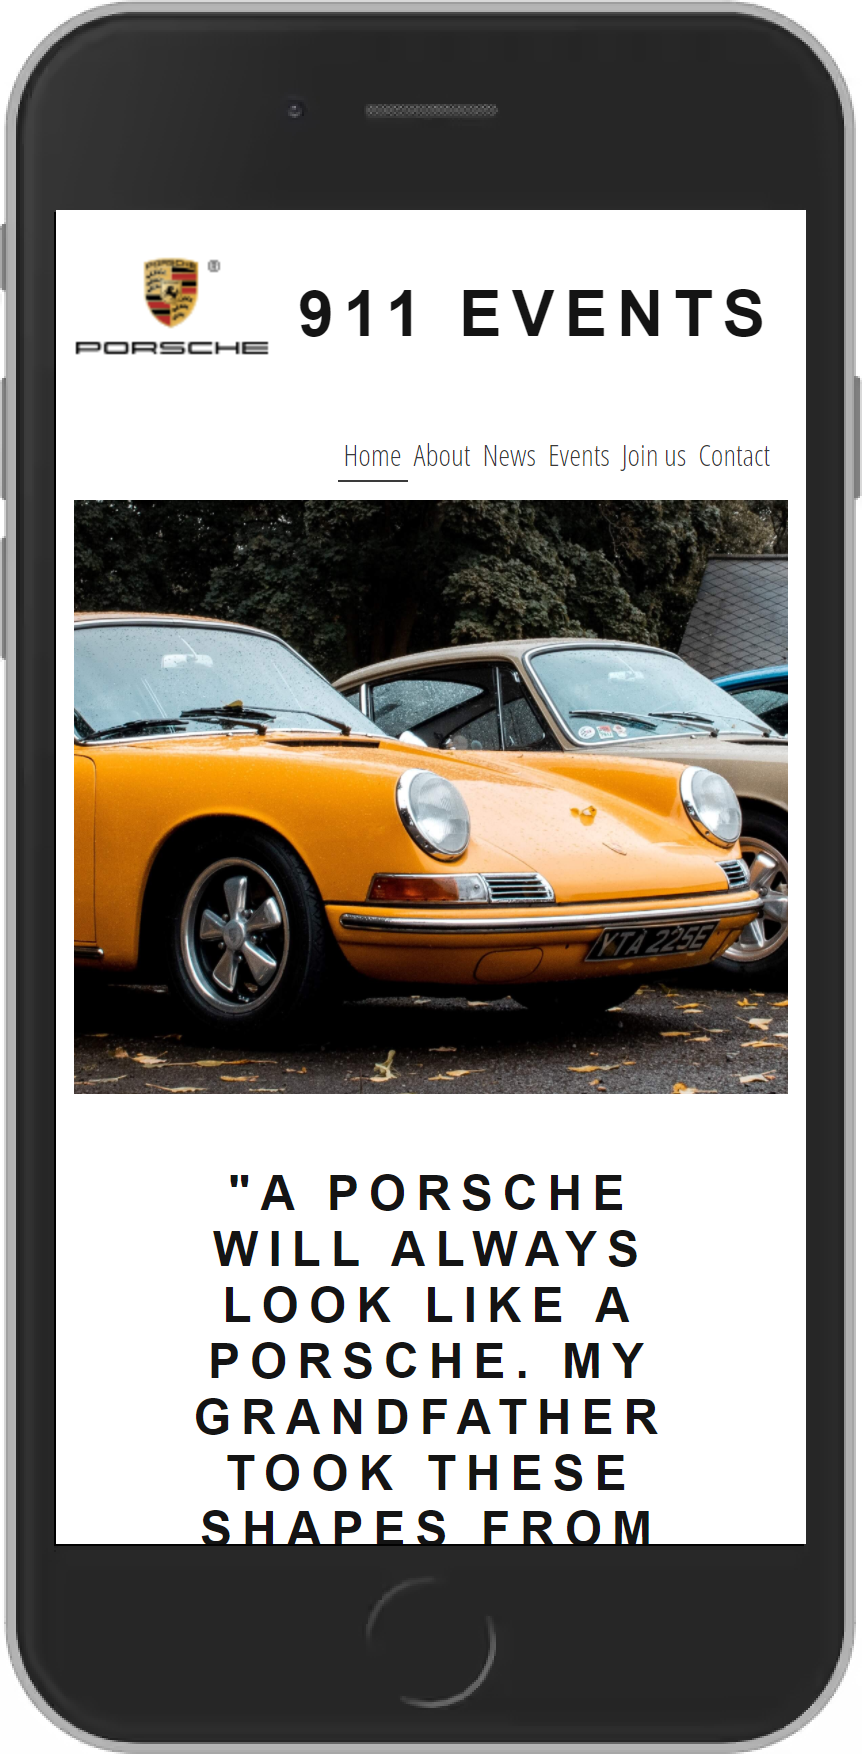 PORSCHE
®
PORSCHE
911 EVENTS
Home About News Events Join us Contact
YTA 225E
"A PORSCHE
WILL ALWAYS
LOOK LIKE A
PORSCHE. MY
GRANDFATHER
TOOK THESE
SHAPES FROM